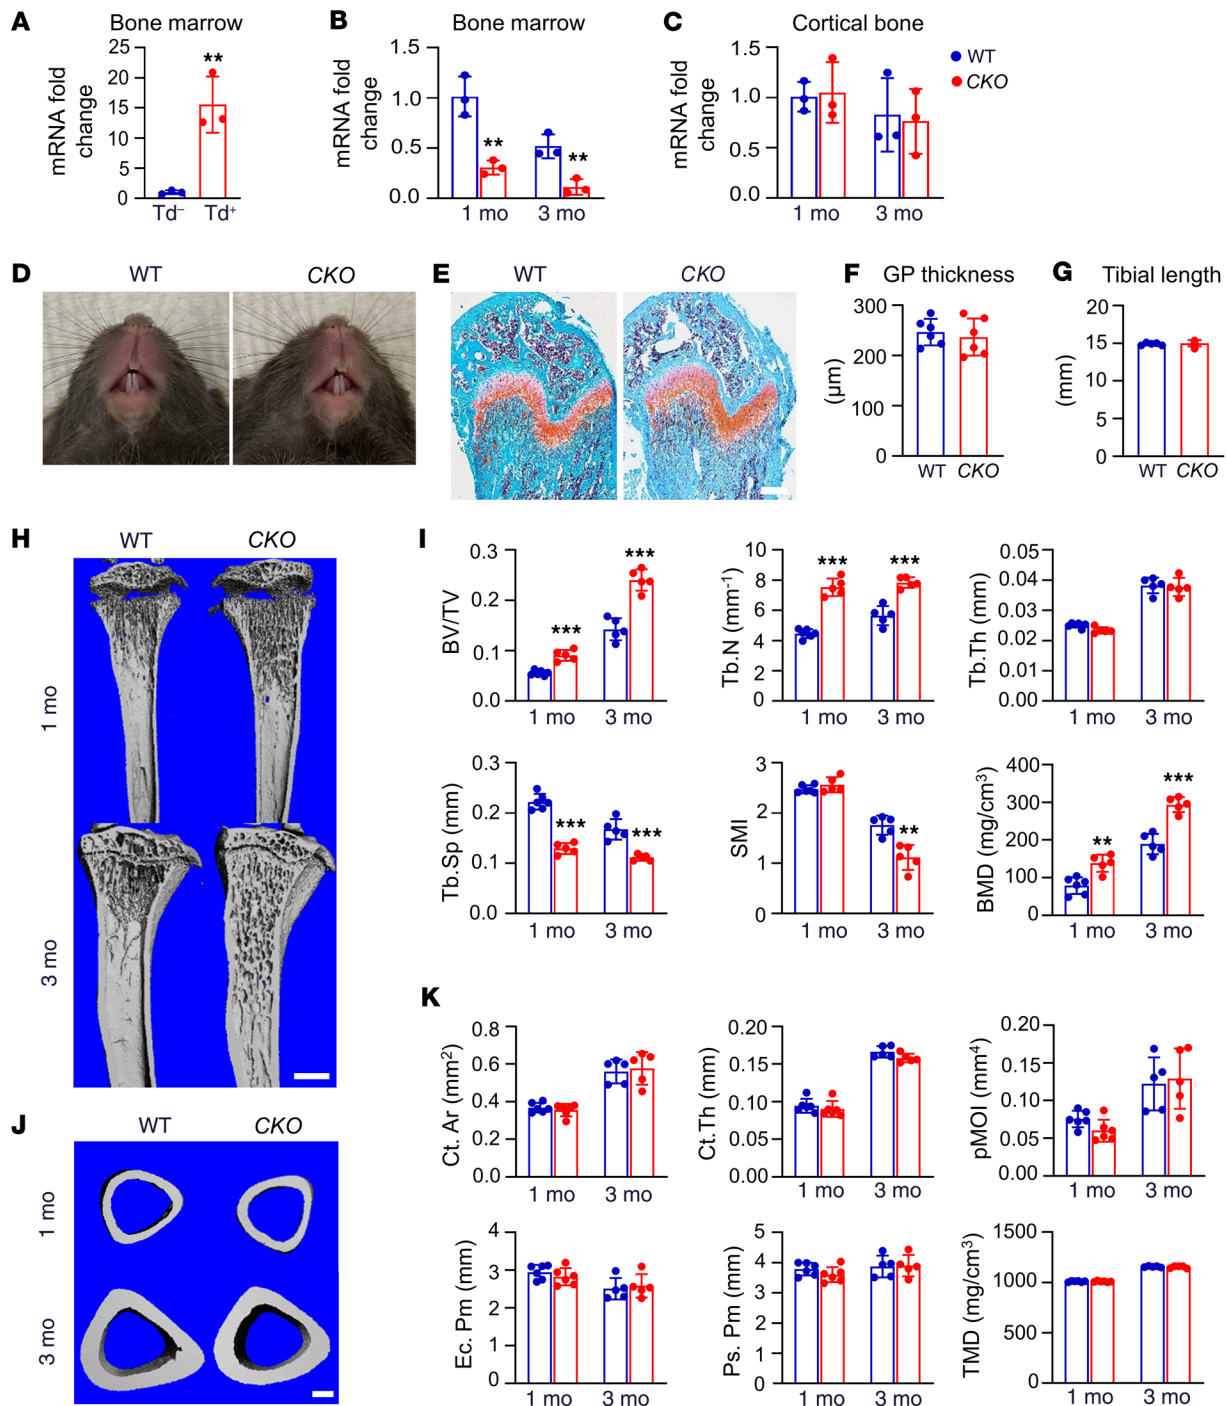 A
Bone marrow
mRNA fold
change
25
20
15
10
5
0
**
Td–
Td+
B
Bone marrow
mRNA fold
change
1.5
1.0
0.5
0.0
**
**
1 mo
3 mo
C
Cortical bone
mRNA fold
change
1.5
1.0
0.5
0.0
1 mo
3 mo
WT
CKO
D
WT
CKO
E
WT
CKO
F
GP thickness
(µm)
300
200
100
0
WT
CKO
G
Tibial length
(mm)
20
15
10
5
0
WT
CKO
H
WT
CKO
1 mo
3 mo
I
BV/TV
0.3
0.2
0.1
0.0
***
***
1 mo
3 mo
Tb.N (mm-1)
10
8
6
4
2
0
***
***
1 mo
3 mo
Tb.Th (mm)
0.05
0.04
0.03
0.02
0.01
0.00
1 mo
3 mo
Tb.Sp (mm)
0.3
0.2
0.1
0.0
***
***
1 mo
3 mo
SMI
3
2
1
0
**
1 mo
3 mo
BMD (mg/cm3)
400
300
200
100
0
**
***
1 mo
3 mo
J
WT
CKO
1 mo
3 mo
K
Ct. Ar (mm2)
0.8
0.6
0.4
0.2
0.0
1 mo
3 mo
Ct.Th (mm)
0.20
0.15
0.10
0.05
0.00
1 mo
3 mo
pMOI (mm4)
0.20
0.15
0.10
0.05
0.00
1 mo
3 mo
Ec. Pm (mm)
4
3
2
1
0
1 mo
3 mo
Ps. Pm (mm)
5
4
3
2
1
0
1 mo
3 mo
TMD (mg/cm3)
1500
1000
500
0
1 mo
3 mo